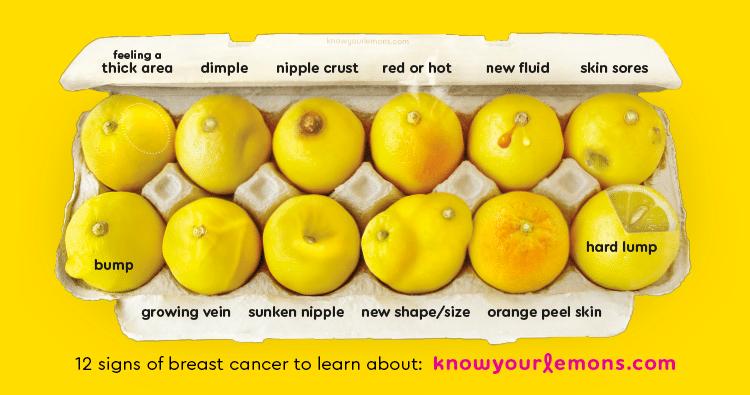 knowyourlemons.com
feeling a
thick area
dimple
nipple crust
red or hot
new fluid
skin sores
bump
hard lump
growing vein
sunken nipple
new shape/size
orange peel skin
12 signs of breast cancer to learn about: knowyourlemons.com